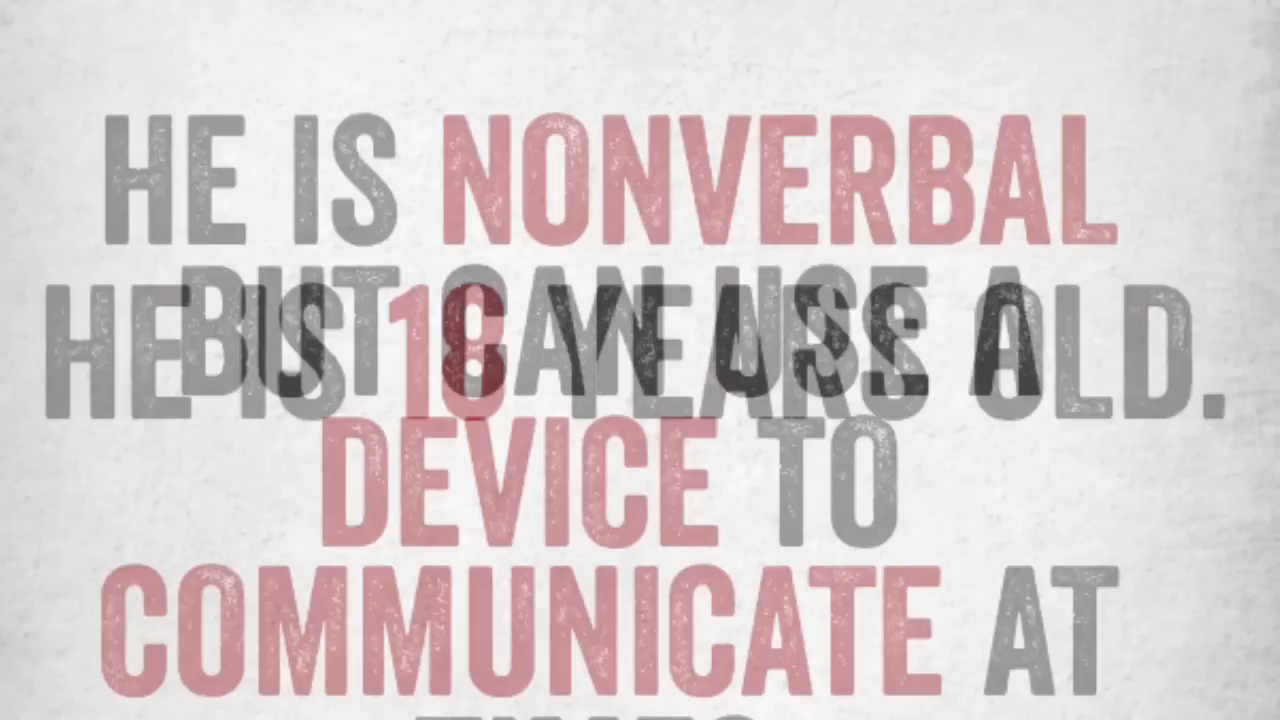 HE IS NONVERBAL
BUT CAN USE A
HE IS 18 YEARS OLD.
DEVICE TO
COMMUNICATE AT